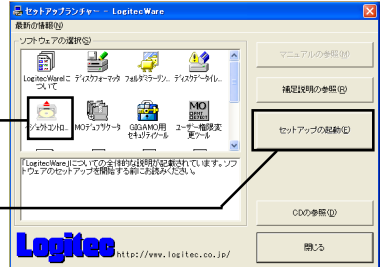 セットアップランチャー - LogitecWare
最新の情報(N)
ソフトウェアの選択(S)
LogitecWareに ついて
ディスクフォーマッタ
フォルダミラーリン...
ディスクデータイレ...
マニュアルの参照(M)
補足説明の参照(R)
MOデュプリケータ
GIGAMO用 セキュリティツール
ユーザー権限変 更ツール
セットアップの起動(E)
「LogitecWare」についての全体的な説明が記載されています。ソフ
トウェアのセットアップを開始する前にお読みください。
CDの参照(D)
Logitec http://www.logitec.co.jp/
閉じる